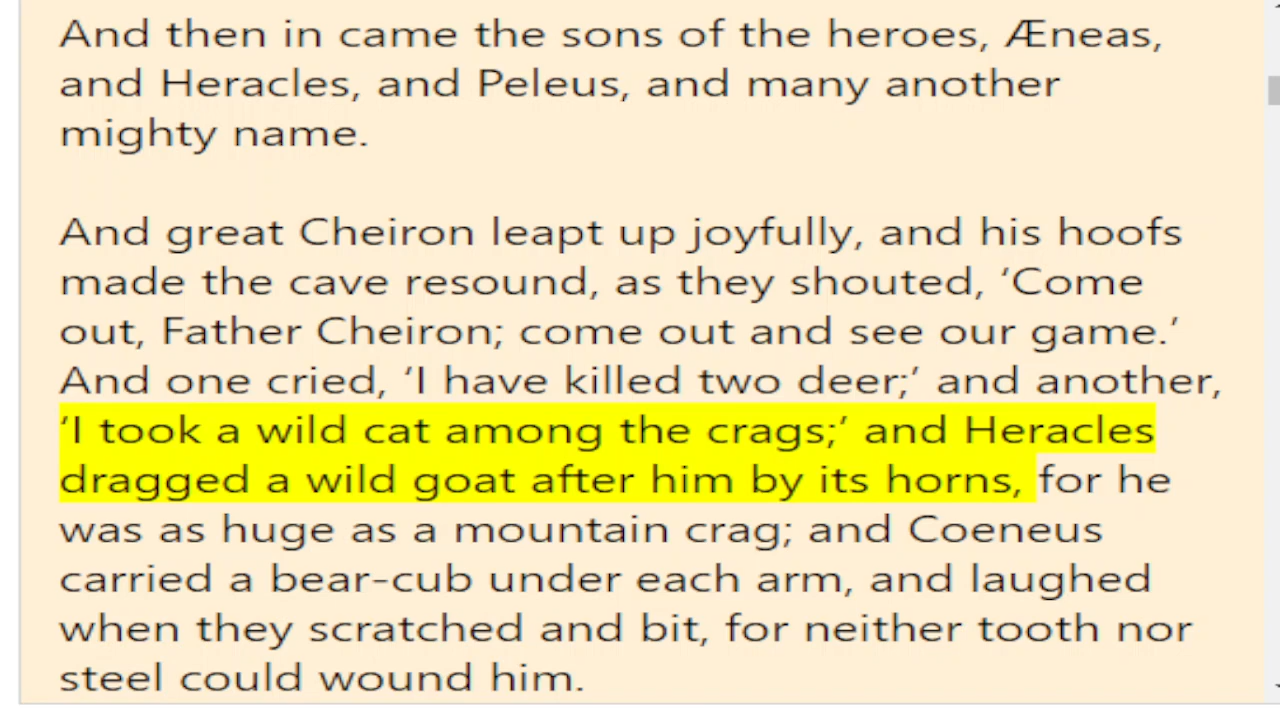 And then in came the sons of the heroes, Æneas,
and Heracles, and Peleus, and many another
mighty name.
And great Cheiron leapt up joyfully, and his hoofs
made the cave resound, as they shouted, ‘Come
out, Father Cheiron; come out and see our game.’
And one cried, ‘I have killed two deer;’ and another,
‘I took a wild cat among the crags;’ and Heracles
dragged a wild goat after him by its horns, for he
was as huge as a mountain crag; and Coeneus
carried a bear-cub under each arm, and laughed
when they scratched and bit, for neither tooth nor
steel could wound him.